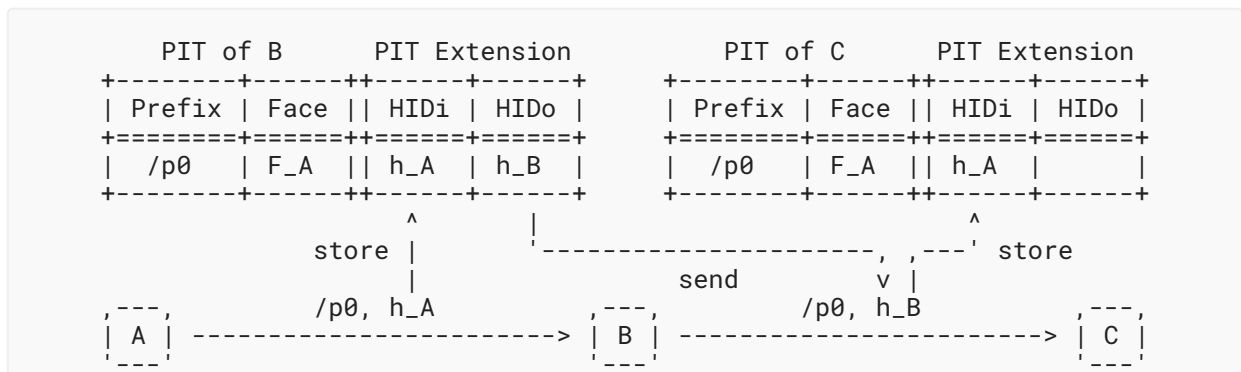 PIT of B      PIT Extension            PIT of C      PIT Extension
+--------+------++------+------+     +--------+------++------+------+
| Prefix | Face || HIDi | HIDo |     | Prefix | Face || HIDi | HIDo |
+========+======++======+======+     +========+======++======+======+
|  /p0   | F_A  || h_A  | h_B  |     |  /p0   | F_A  || h_A  |      |
+--------+------++------+------+     +--------+------++------+------+
^       |                            ^
store |       '----------------------, ,---' store
|                 send         v |
,---,         /p0, h_A          ,---,         /p0, h_B          ,---,
| A | ------------------------> | B | ------------------------> | C |
'---'                           '---'                           '---'